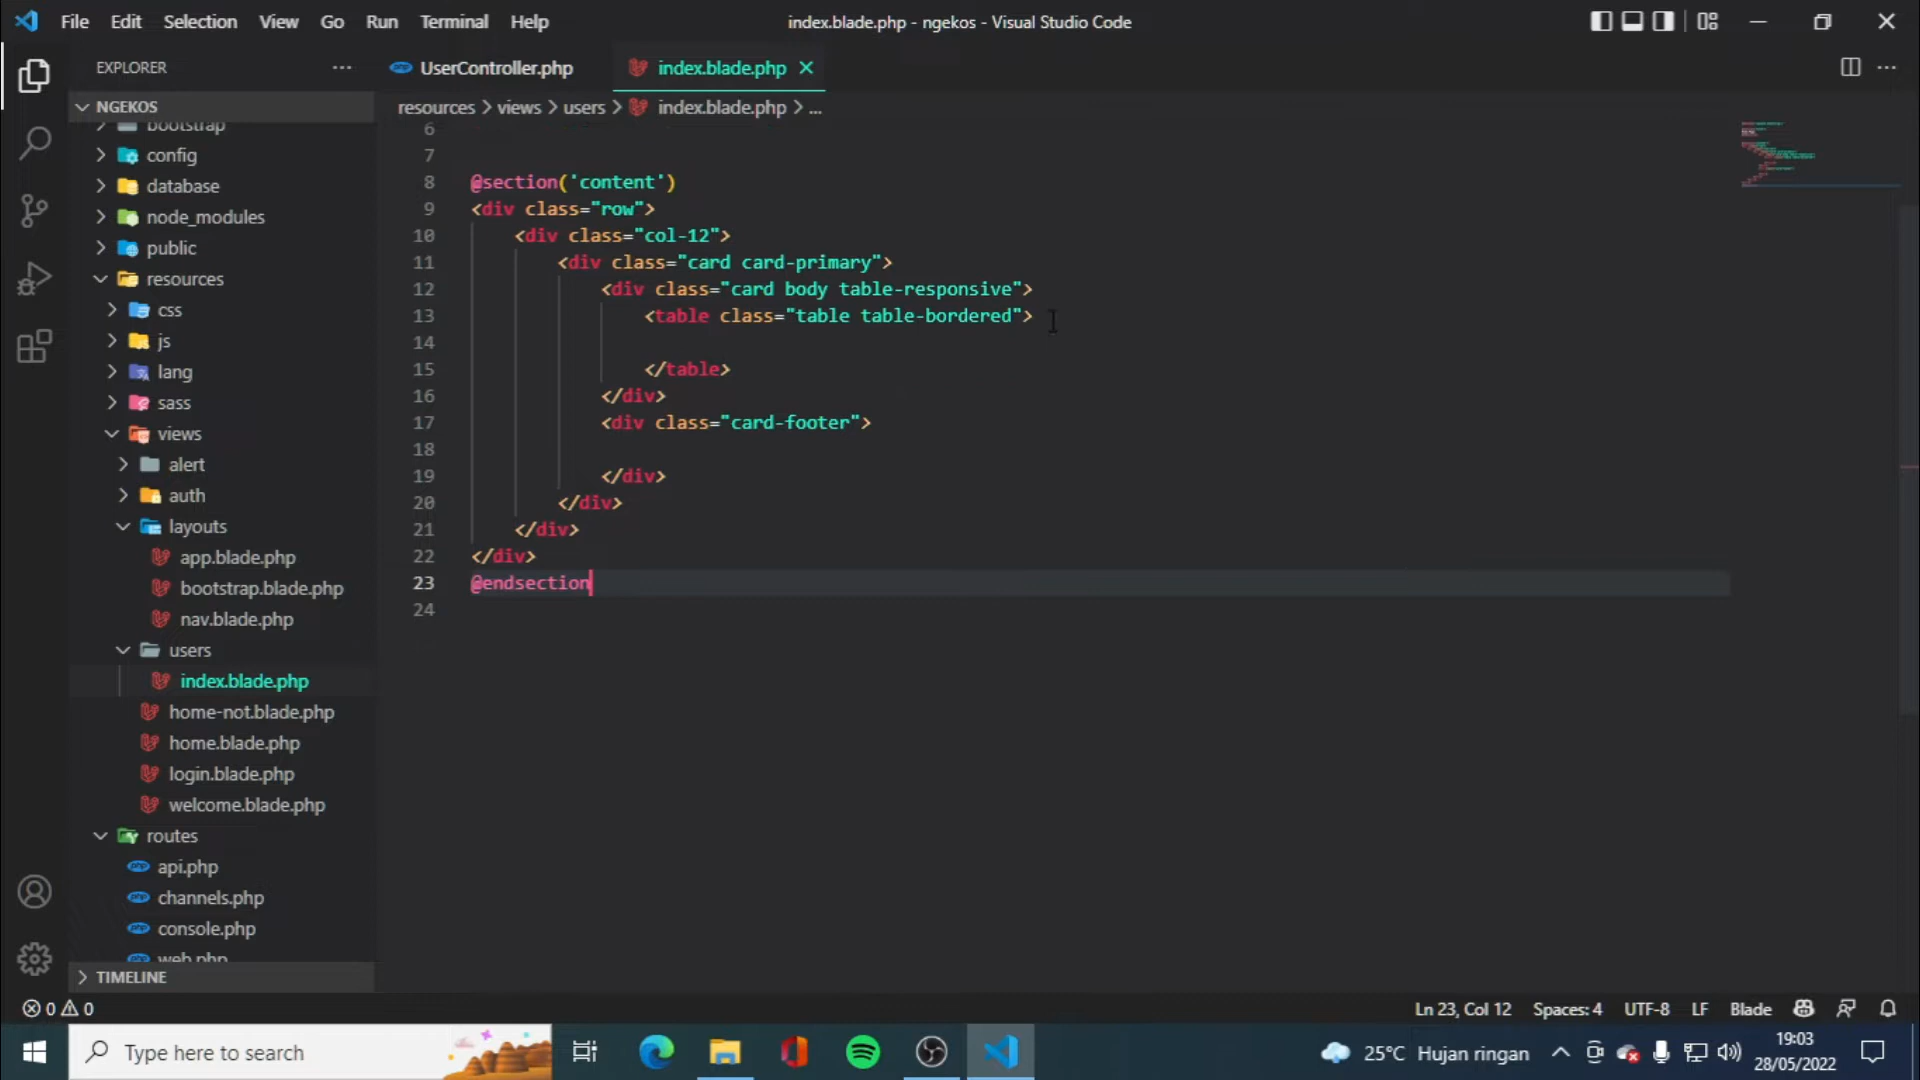 File Edit Selection View Go Run Terminal Help
index.blade.php - ngekos - Visual Studio Code
EXPLORER
UserController.php
index.blade.php
NGEKOS
resources > views > users > index.blade.php > ...
bootstrap
config
database
node_modules
public
resources
css
js
lang
sass
views
alert
auth
layouts
app.blade.php
bootstrap.blade.php
nav.blade.php
users
index.blade.php
home-not.blade.php
home.blade.php
login.blade.php
welcome.blade.php
routes
api.php
channels.php
console.php
web.php
TIMELINE
6
7
8 @section('content')
9 <div class="row">
10 <div class="col-12">
11 <div class="card card-primary">
12 <div class="card body table-responsive">
13 <table class="table table-bordered">
14
15 </table>
16 </div>
17 <div class="card-footer">
18
19 </div>
20 </div>
21 </div>
22 </div>
23 @endsection
24
0 0
Ln 23, Col 12 Spaces: 4 UTF-8 LF Blade
Type here to search
25°C Hujan ringan
19:03
28/05/2022